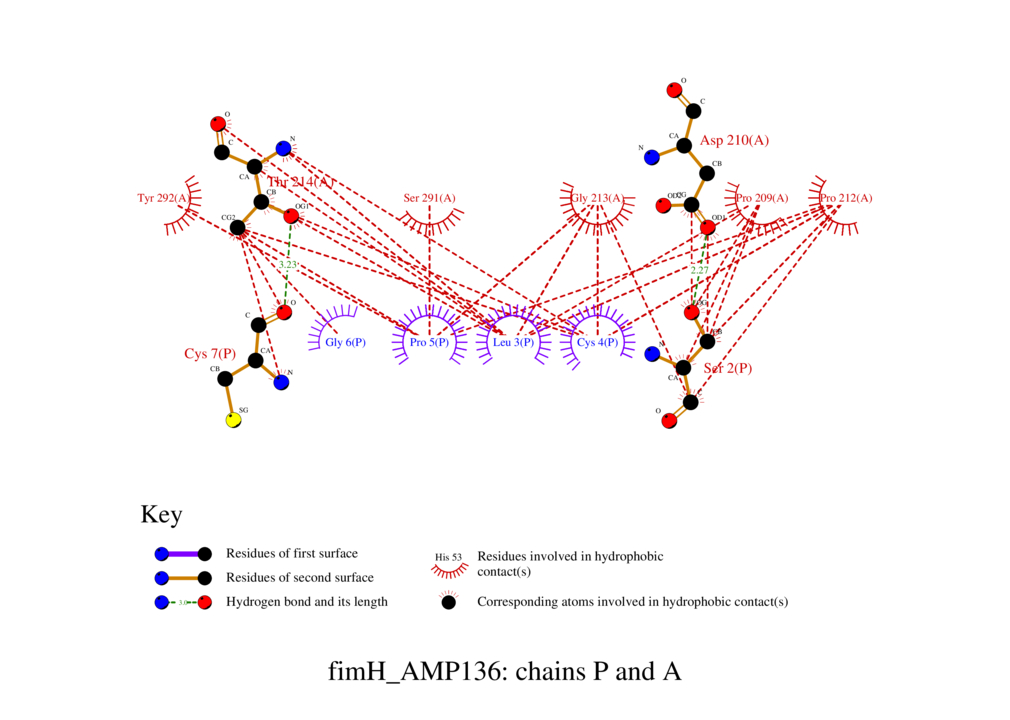 O
C
O
C
N
CA
Asp 210(A)
N
CA
CB
Thr 214(A)
CB
OG1
CG2
Tyr 292(A)
Ser 291(A)
Gly 213(A)
CG
OD1
Pro 209(A)
Pro 212(A)
3.23
2.27
O
C
Cys 7(P)
CA
CB
N
SG
Gly 6(P)
Pro 5(P)
Leu 3(P)
Cys 4(P)
CB
N
CA
Ser 2(P)
O
Key
Residues of first surface
Residues of second surface
3.0
Hydrogen bond and its length
His 53
Residues involved in hydrophobic
contact(s)
Corresponding atoms involved in hydrophobic contact(s)
fimH_AMP136: chains P and A